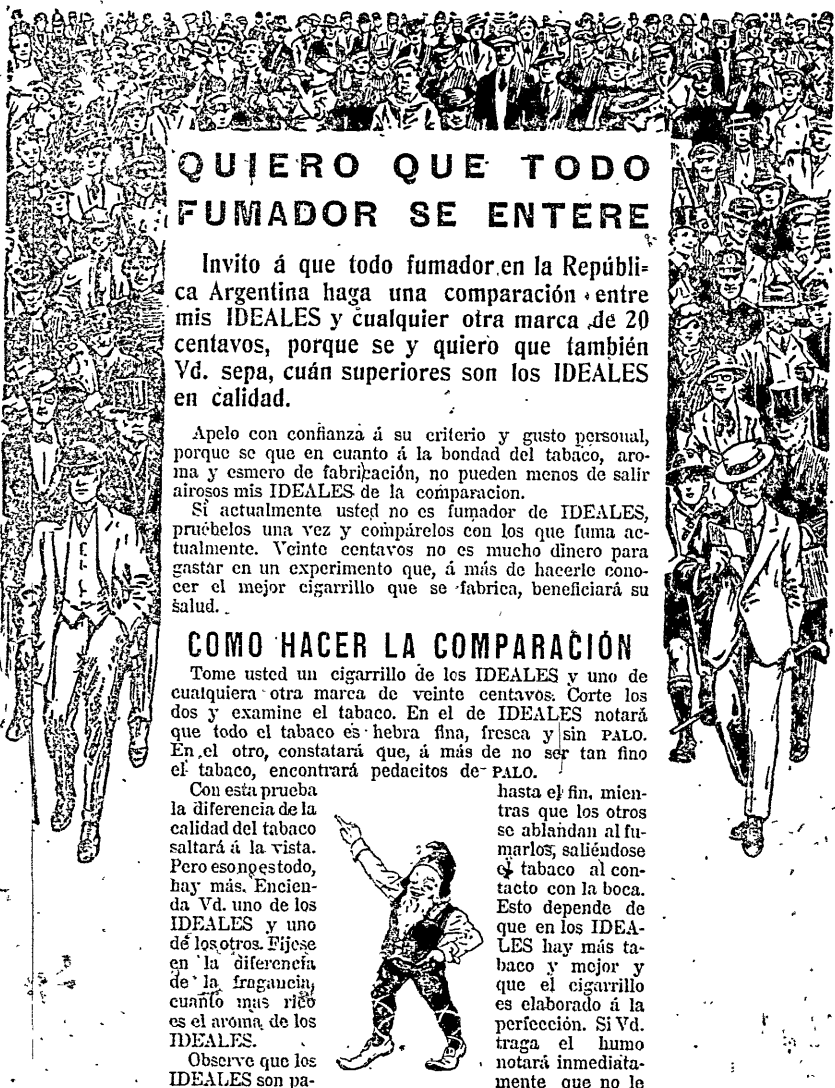 QUIERO QUE TODO
FUMADOR SE ENTERE
Invito á que todo fumador en la Repúbli=
ca Argentina haga una comparación entre
mis IDEALES y cualquier otra marca de 20
centavos, porque se y quiero que también
Vd. sepa, cuán superiores son los IDEALES
en calidad.
Apelo con confianza á su criterio y gusto personal,
porque se que en cuanto á la bondad del tabaco, aro-
ma y esmero de fabricación, no pueden menos de salir
airosos mis IDEALES de la comparacion.
Si actualmente usted no es fumador de IDEALES,
pruébelos una vez y compárelos con los que fuma ac-
tualmente. Veinte centavos no es mucho dinero para
gastar en un experimento que, á más de hacerle cono-
cer el mejor cigarrillo que se fabrica, beneficiará su
salud.
COMO HACER LA COMPARACIÓN
Tome usted un cigarrillo de los IDEALES y uno de
cualquiera otra marca de veinte centavos. Corte los
dos y examine el tabaco. En el de IDEALES notará
que todo el tabaco es hebra fina, fresca y sin PALO.
En el otro, constatará que, á más de no ser tan fino
el tabaco, encontrará pedacitos de PALO.
Con esta prueba
la diferencia de la
calidad del tabaco
saltará á la vista.
Pero eso no es todo,
hay más. Encien-
da Vd. uno de los
IDEALES y uno
de los otros. Fíjese
en la diferencia
de la fragancia,
cuanto mas rico
es el aroma de los
IDEALES.
Observe que los
IDEALES son pa-
hasta el fin, mien-
tras que los otros
se ablandan al fu-
marlos, saliéndose
el tabaco al con-
tacto con la boca.
Esto depende de
que en los IDEA-
LES hay más ta-
baco y mejor y
que el cigarrillo
es elaborado á la
perfección. Si Vd.
traga el humo
notará inmediata-
mente que no le